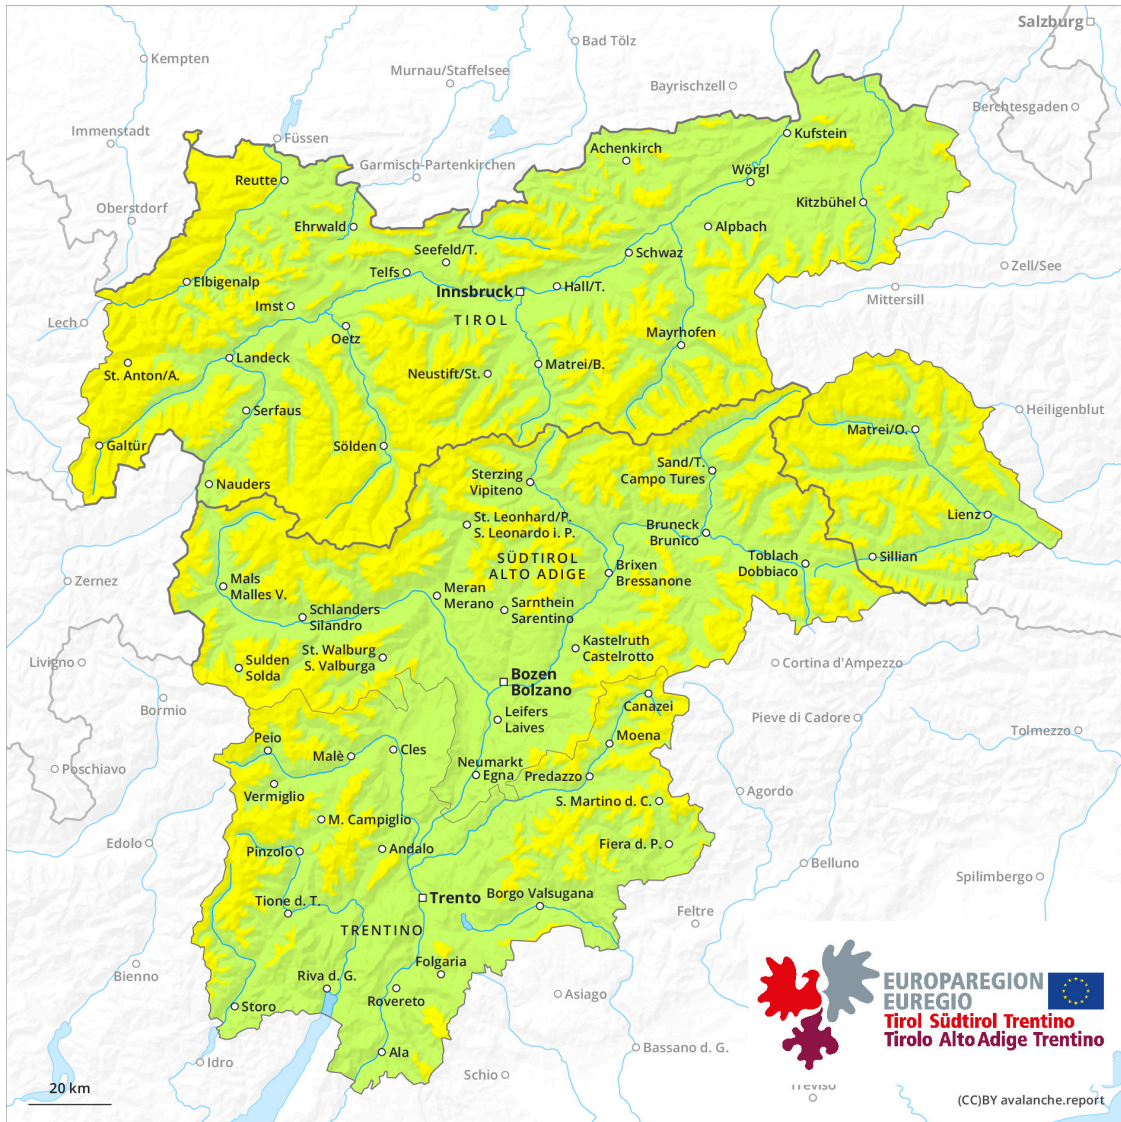 Salzburg
Bad Tölz
Kempten
Murnau/Staffelsee
Bayrischzell
Berchtesgaden
Immenstadt
Füssen
Kufstein
Achenkirch
Garmisch-Partenkirchen
Wörgl
Reutte
Oberstdorf
Kitzbühel
Ehrwald
Alpbach
Seefeld/T.
Schwaz
Telfs
Zell/See
Elbigenalp
Hall/T.
Innsbruck
Mittersill
Imst
Lech
TIROL
Oetz
Mayrhofen
Landeck
Matrei/B.
St. Anton/A.
Neustift/St.
Serfaus
Heiligenblut
Matrei/O.
Galtür
Sölden
Sand/T.
Campo Tures
Sterzing
Vipiteno
Nauders
St. Leonhard/P.
S. Leonardo i. P.
Lienz
Bruneck
Brunico
SÜDTIROL
ALTO ADIGE
Toblach
Dobbiaco
Sillian
Brixen
Bressanone
Zernez
Mals
Malles V.
Meran
Merano
Sarnthein
Sarentino
Schlanders
Silandro
Kastelruth
Castelrotto
St. Walburg
S. Valburga
Livigno
Sulden
Solda
Cortina d'Ampezzo
Bozen
Bolzano
Bormio
Canazei
Leifers
Laives
Pieve di Cadore
Moena
Tolmezzo
Peio
Malè
Cles
Neumarkt
Egna
Predazzo
Poschiavo
Vermiglio
Agordo
S. Martino d. C.
M. Campiglio
Edolo
Fiera d. P.
Pinzolo
Andalo
Belluno
Spilimbergo
Trento
Borgo Valsugana
Tione d. T.
Feltre
TRENTINO
Folgaria
Bienno
Riva d. G.
EUROPAREGION
EUREGIO
Tirol Südtirol Trentino
Tirolo Alto Adige Trentino
Rovereto
Asiago
Storo
Bassano d. G.
Ala
Idro
Schio
Treviso
20 km
(CC)BY avalanche.report